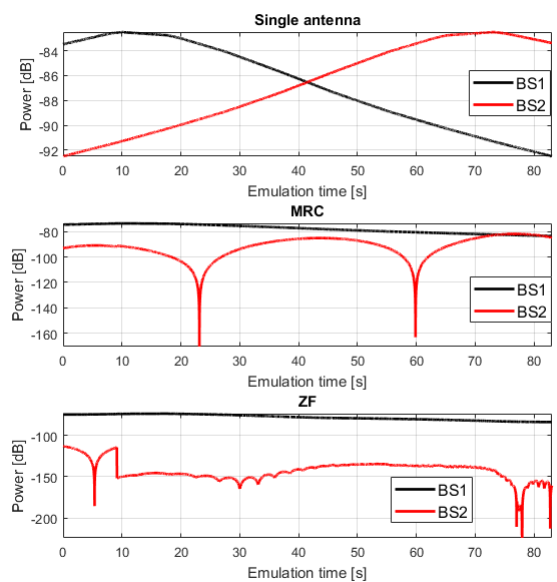 Single antenna
Power [dB]
-84
-86
-88
-90
-92
BS1
BS2
0 10 20 30 40 50 60 70 80
Emulation time [s]
MRC
Power [dB]
-80
-100
-120
-140
-160
BS1
BS2
0 10 20 30 40 50 60 70 80
Emulation time [s]
ZF
Power [dB]
-100
-150
-200
BS1
BS2
0 10 20 30 40 50 60 70 80
Emulation time [s]